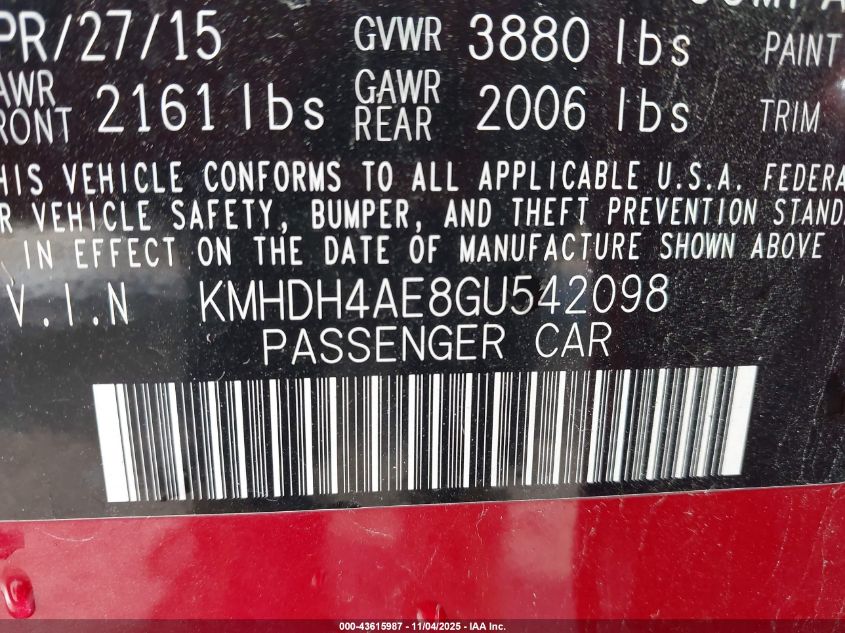 PR/27/15 GVWR 3880 lbs PAINT
AWR FRONT 2161 lbs GAWR REAR 2006 lbs TRIM
HIS VEHICLE CONFORMS TO ALL APPLICABLE U.S.A. FEDERA
R VEHICLE SAFETY, BUMPER, AND THEFT PREVENTION STAND
IN EFFECT ON THE DATE OF MANUFACTURE SHOWN ABOVE
V.I.N KMHDH4AE8GU542098
PASSENGER CAR
000-43615987 - 11/04/2025 - IAA Inc.